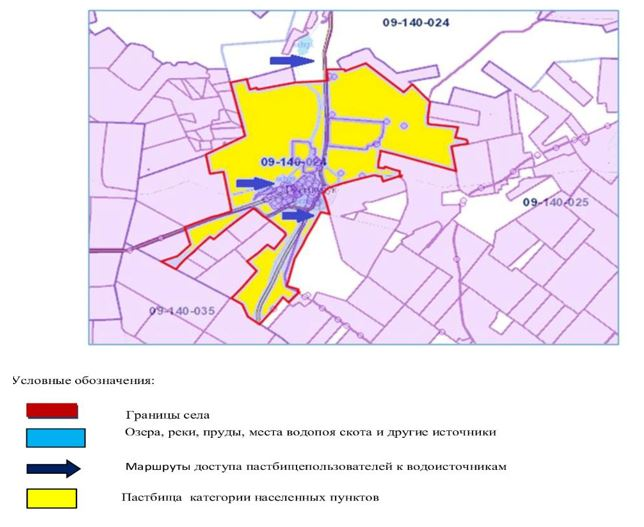 09-140-024
09-140-024
09-140-025
09-140-035
Условные обозначения:
Границы села
Озера, реки, пруды, места водопоя скота и другие источники
Маршруты доступа пастбищепользователей к водоисточникам
Пастбища категории населенных пунктов